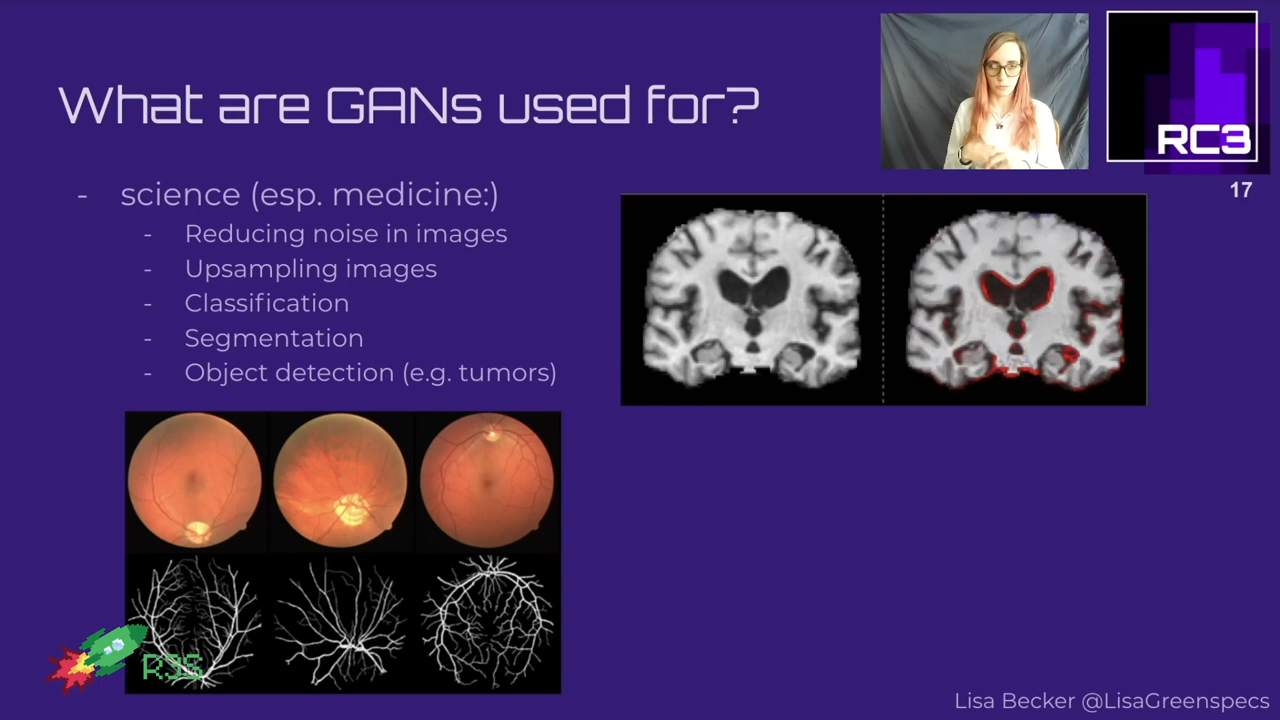 What are GANs used for?
RC3
17
- science (esp. medicine:)
- Reducing noise in images
- Upsampling images
- Classification
- Segmentation
- Object detection (e.g. tumors)
R3S
Lisa Becker @LisaGreenspecs